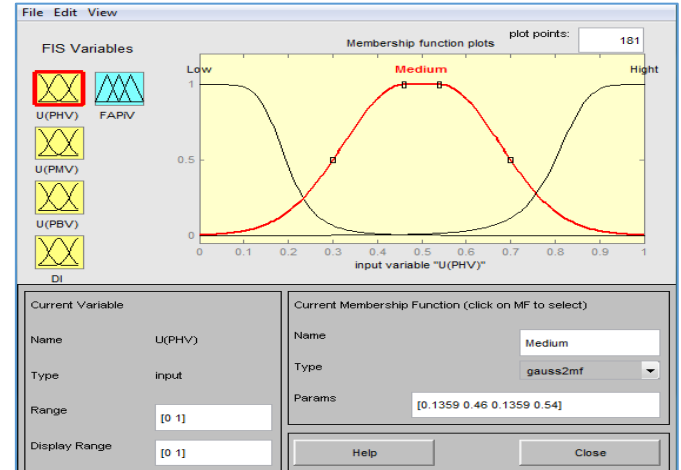 File Edit View
FIS Variables
Membership function plots
plot points:
181
Low
Medium
Hight
1
0.5
0
0 0.1 0.2 0.3 0.4 0.5 0.6 0.7 0.8 0.9 1
input variable "U(PHV)"
U(PHV)
FAPIV
U(PMV)
U(PBV)
DI
Current Variable
Name U(PHV)
Type input
Range [0 1]
Display Range [0 1]
Current Membership Function (click on MF to select)
Name Medium
Type gauss2mf
Params [0.1359 0.46 0.1359 0.54]
Help
Close